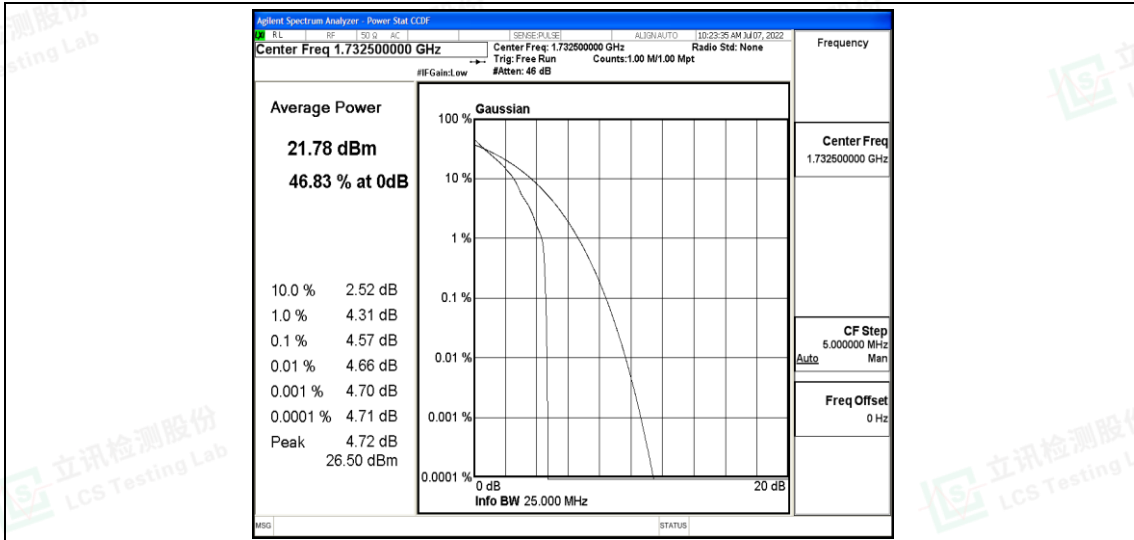 Agilent Spectrum Analyzer - Power Stat CCDF
RL RF 50 Ω AC SENSE:PULSE ALIGNAUTO 10:23:35 AM Jul 07, 2022
Center Freq 1.732500000 GHz
Center Freq: 1.732500000 GHz Radio Std: None
Trig: Free Run Counts:1.00 M/1.00 Mpt
#IFGain:Low #Atten: 46 dB
Frequency
Average Power
21.78 dBm
46.83 % at 0dB
10.0 % 2.52 dB
1.0 % 4.31 dB
0.1 % 4.57 dB
0.01 % 4.66 dB
0.001 % 4.70 dB
0.0001 % 4.71 dB
Peak 4.72 dB
26.50 dBm
Gaussian
100 %
10 %
1 %
0.1 %
0.01 %
0.001 %
0.0001 %
0 dB 20 dB
Info BW 25.000 MHz
Center Freq
1.732500000 GHz
CF Step
5.000000 MHz
Auto Man
Freq Offset
0 Hz
MSG STATUS
立讯检测股份
LCS Testing Lab
立讯检测股份
LCS Testing L